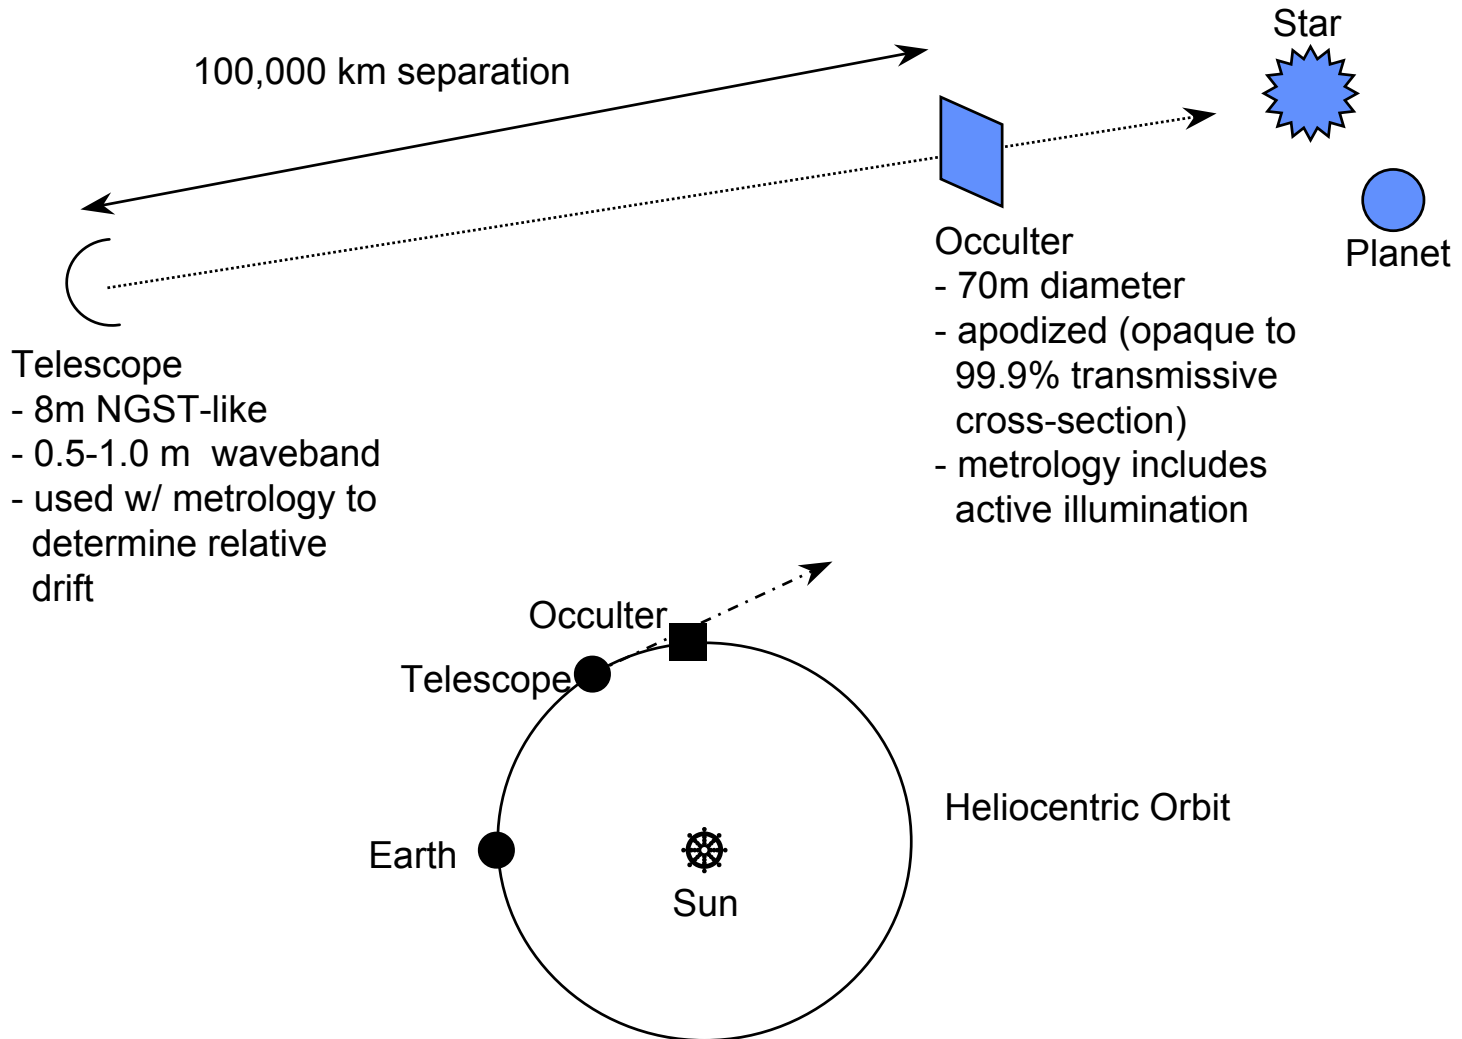 Star
100,000 km separation
Planet
Occulter
- 70m diameter
- apodized (opaque to
99.9% transmissive
cross-section)
- metrology includes
active illumination
Telescope
- 8m NGST-like
- 0.5-1.0 m waveband
- used w/ metrology to
determine relative
drift
Occulter
Telescope
Heliocentric Orbit
Earth
Sun